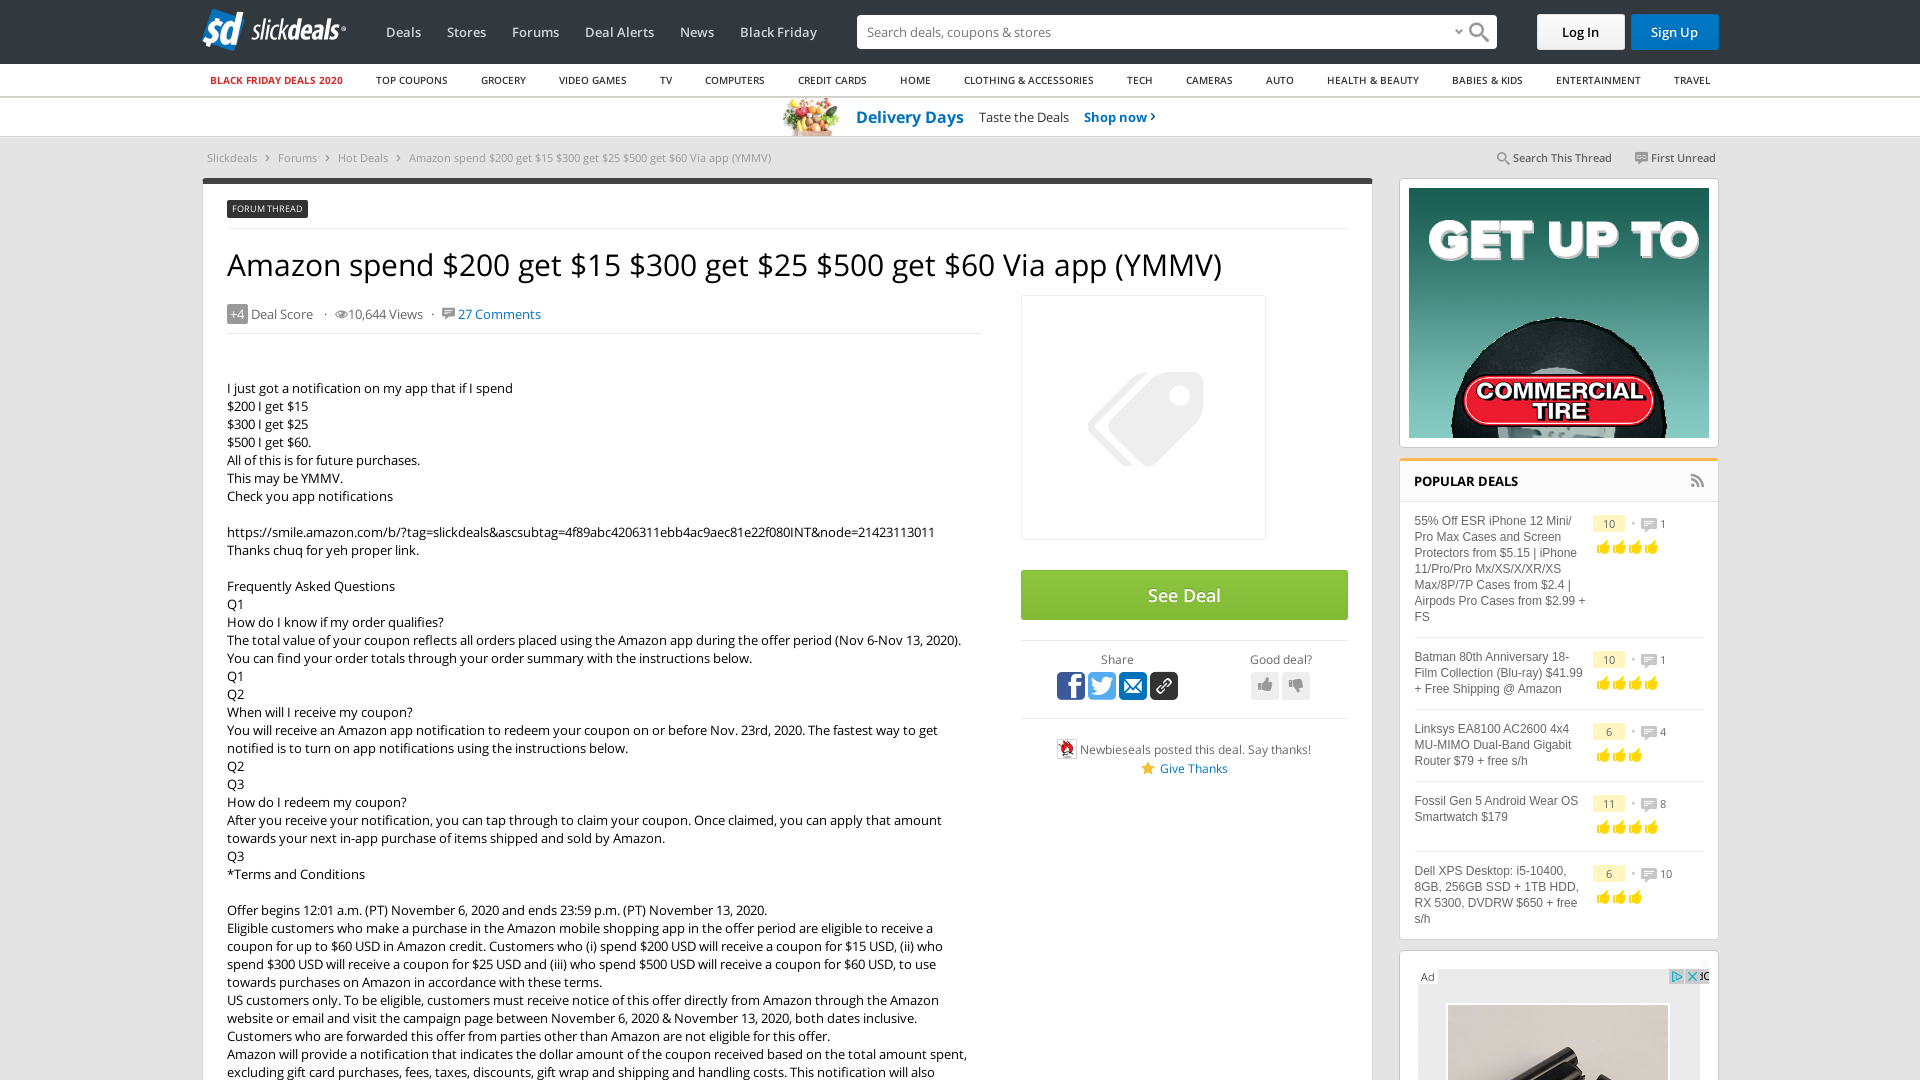 slickdeals
Deals
Stores
Forums
Deal Alerts
News
Black Friday
Search deals, coupons & stores
Log In
Sign Up
BLACK FRIDAY DEALS 2020
TOP COUPONS
GROCERY
VIDEO GAMES
TV
COMPUTERS
CREDIT CARDS
HOME
CLOTHING & ACCESSORIES
TECH
CAMERAS
AUTO
HEALTH & BEAUTY
BABIES & KIDS
ENTERTAINMENT
TRAVEL
Delivery Days Taste the Deals Shop now
Slickdeals › Forums › Hot Deals › Amazon spend $200 get $15 $300 get $25 $500 get $60 Via app (YMMV)
Search This Thread
First Unread
FORUM THREAD
Amazon spend $200 get $15 $300 get $25 $500 get $60 Via app (YMMV)
+4 Deal Score · 10,644 Views · 27 Comments
I just got a notification on my app that if I spend
$200 I get $15
$300 I get $25
$500 I get $60.
All of this is for future purchases.
This may be YMMV.
Check you app notifications
https://smile.amazon.com/b/?tag=slickdeals&ascsubtag=4f89abc4206311ebb4ac9aec81e22f080INT&node=21423113011
Thanks chuq for yeh proper link.
Frequently Asked Questions
Q1
How do I know if my order qualifies?
The total value of your coupon reflects all orders placed using the Amazon app during the offer period (Nov 6-Nov 13, 2020).
You can find your order totals through your order summary with the instructions below.
Q1
Q2
When will I receive my coupon?
You will receive an Amazon app notification to redeem your coupon on or before Nov. 23rd, 2020. The fastest way to get
notified is to turn on app notifications using the instructions below.
Q2
Q3
How do I redeem my coupon?
After you receive your notification, you can tap through to claim your coupon. Once claimed, you can apply that amount
towards your next in-app purchase of items shipped and sold by Amazon.
Q3
*Terms and Conditions
Offer begins 12:01 a.m. (PT) November 6, 2020 and ends 23:59 p.m. (PT) November 13, 2020.
Eligible customers who make a purchase in the Amazon mobile shopping app in the offer period are eligible to receive a
coupon for up to $60 USD in Amazon credit. Customers who (i) spend $200 USD will receive a coupon for $15 USD, (ii) who
spend $300 USD will receive a coupon for $25 USD and (iii) who spend $500 USD will receive a coupon for $60 USD, to use
towards purchases on Amazon in accordance with these terms.
US customers only. To be eligible, customers must receive notice of this offer directly from Amazon through the Amazon
website or email and visit the campaign page between November 6, 2020 & November 13, 2020, both dates inclusive.
Customers who are forwarded this offer from parties other than Amazon are not eligible for this offer.
Amazon will provide a notification that indicates the dollar amount of the coupon received based on the total amount spent,
excluding gift card purchases, fees, taxes, discounts, gift wrap and shipping and handling costs. This notification will also
See Deal
Share
Good deal?
Newbieseals posted this deal. Say thanks!
Give Thanks
GET UP TO
COMMERCIAL
TIRE
POPULAR DEALS
55% Off ESR iPhone 12 Mini/
Pro Max Cases and Screen
Protectors from $5.15 | iPhone
11/Pro/Pro Mx/XS/X/XR/XS
Max/8P/7P Cases from $2.4 |
Airpods Pro Cases from $2.99 +
FS
10 • 1
Batman 80th Anniversary 18-
Film Collection (Blu-ray) $41.99
+ Free Shipping @ Amazon
10 • 1
Linksys EA8100 AC2600 4x4
MU-MIMO Dual-Band Gigabit
Router $79 + free s/h
6 • 4
Fossil Gen 5 Android Wear OS
Smartwatch $179
11 • 8
Dell XPS Desktop: i5-10400,
8GB, 256GB SSD + 1TB HDD,
RX 5300, DVDRW $650 + free
s/h
6 • 10
Ad